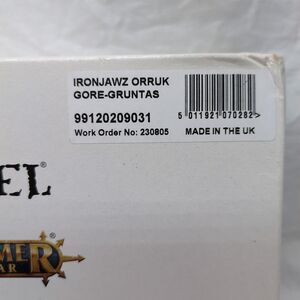 IRONJAWZ ORRUK
GORE-GRUNTAS
99120209031
Work Order No: 230805
5 011921 070282 >
MADE IN THE UK